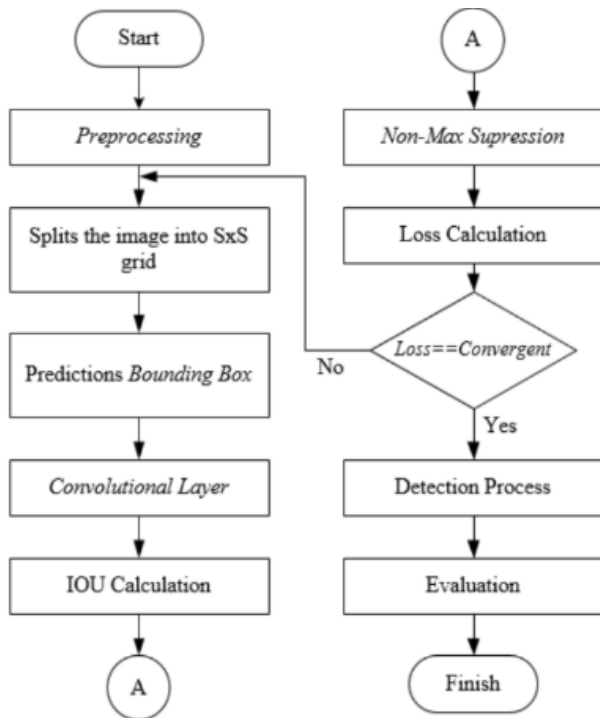 Start
Preprocessing
Splits the image into SxS
grid
Predictions Bounding Box
Convolutional Layer
IOU Calculation
A
A
Non-Max Supression
Loss Calculation
Loss==Convergent
No
Yes
Detection Process
Evaluation
Finish